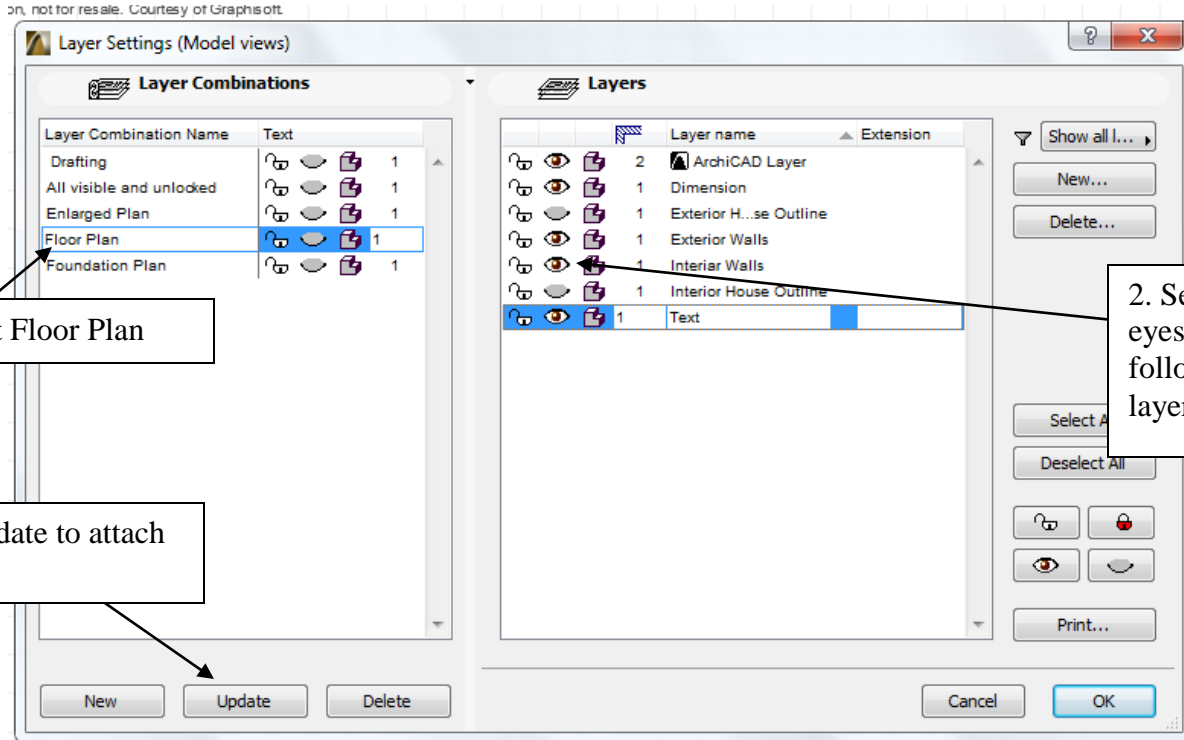 on, not for resale. Courtesy of Graphisoft.
Layer Settings (Model views)
Layer Combinations
Layer Combination Name Text
Drafting 1
All visible and unlocked 1
Enlarged Plan 1
Floor Plan 1
Foundation Plan 1
t Floor Plan
date to attach
New Update Delete
Layers
Layer name Extension
2 ArchiCAD Layer
1 Dimension
1 Exterior H...se Outline
1 Exterior Walls
1 Interiar Walls
1 Interior House Outline
1 Text
Show all l...
New...
Delete...
2. Se
eyes
follo
layer
Select A
Deselect All
Print...
Cancel OK